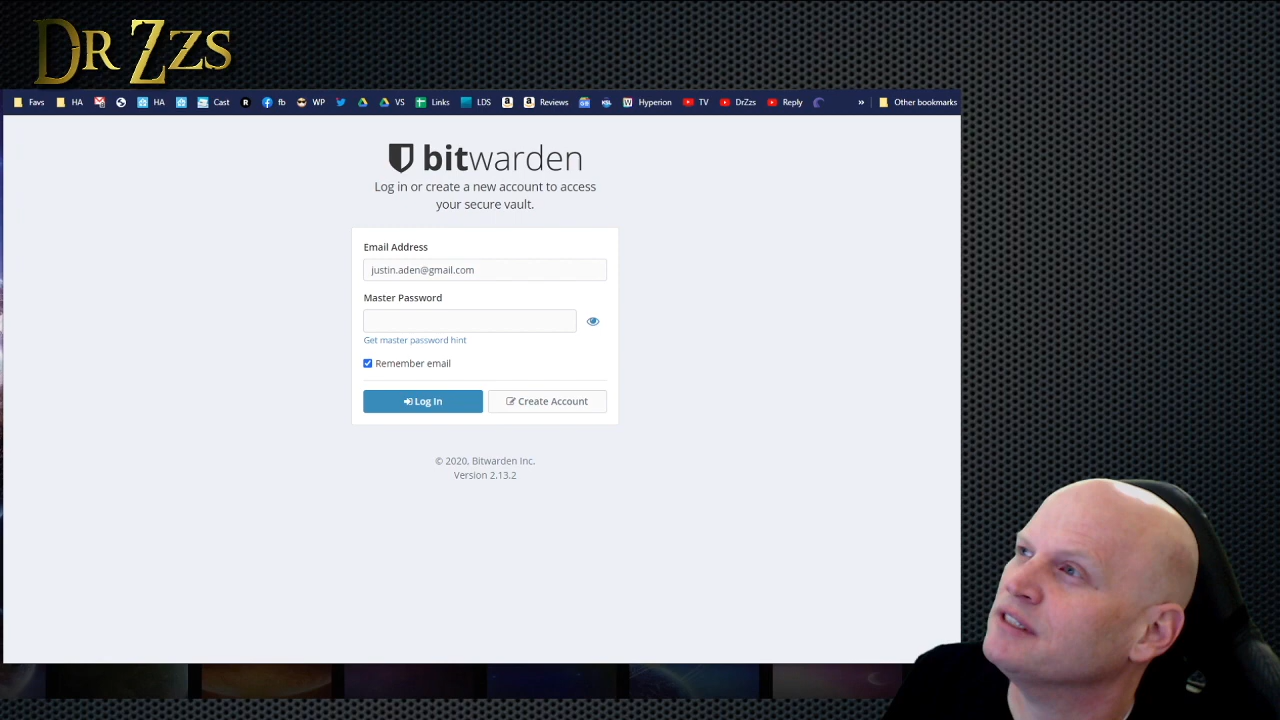 DR ZZS
Favs HA HA Cast fb WP VS Links LDS Reviews Hyperion TV DrZzs Reply » Other bookmarks
bitwarden
Log in or create a new account to access
your secure vault.
Email Address
justin.aden@gmail.com
Master Password
Get master password hint
Remember email
Log In Create Account
© 2020, Bitwarden Inc.
Version 2.13.2